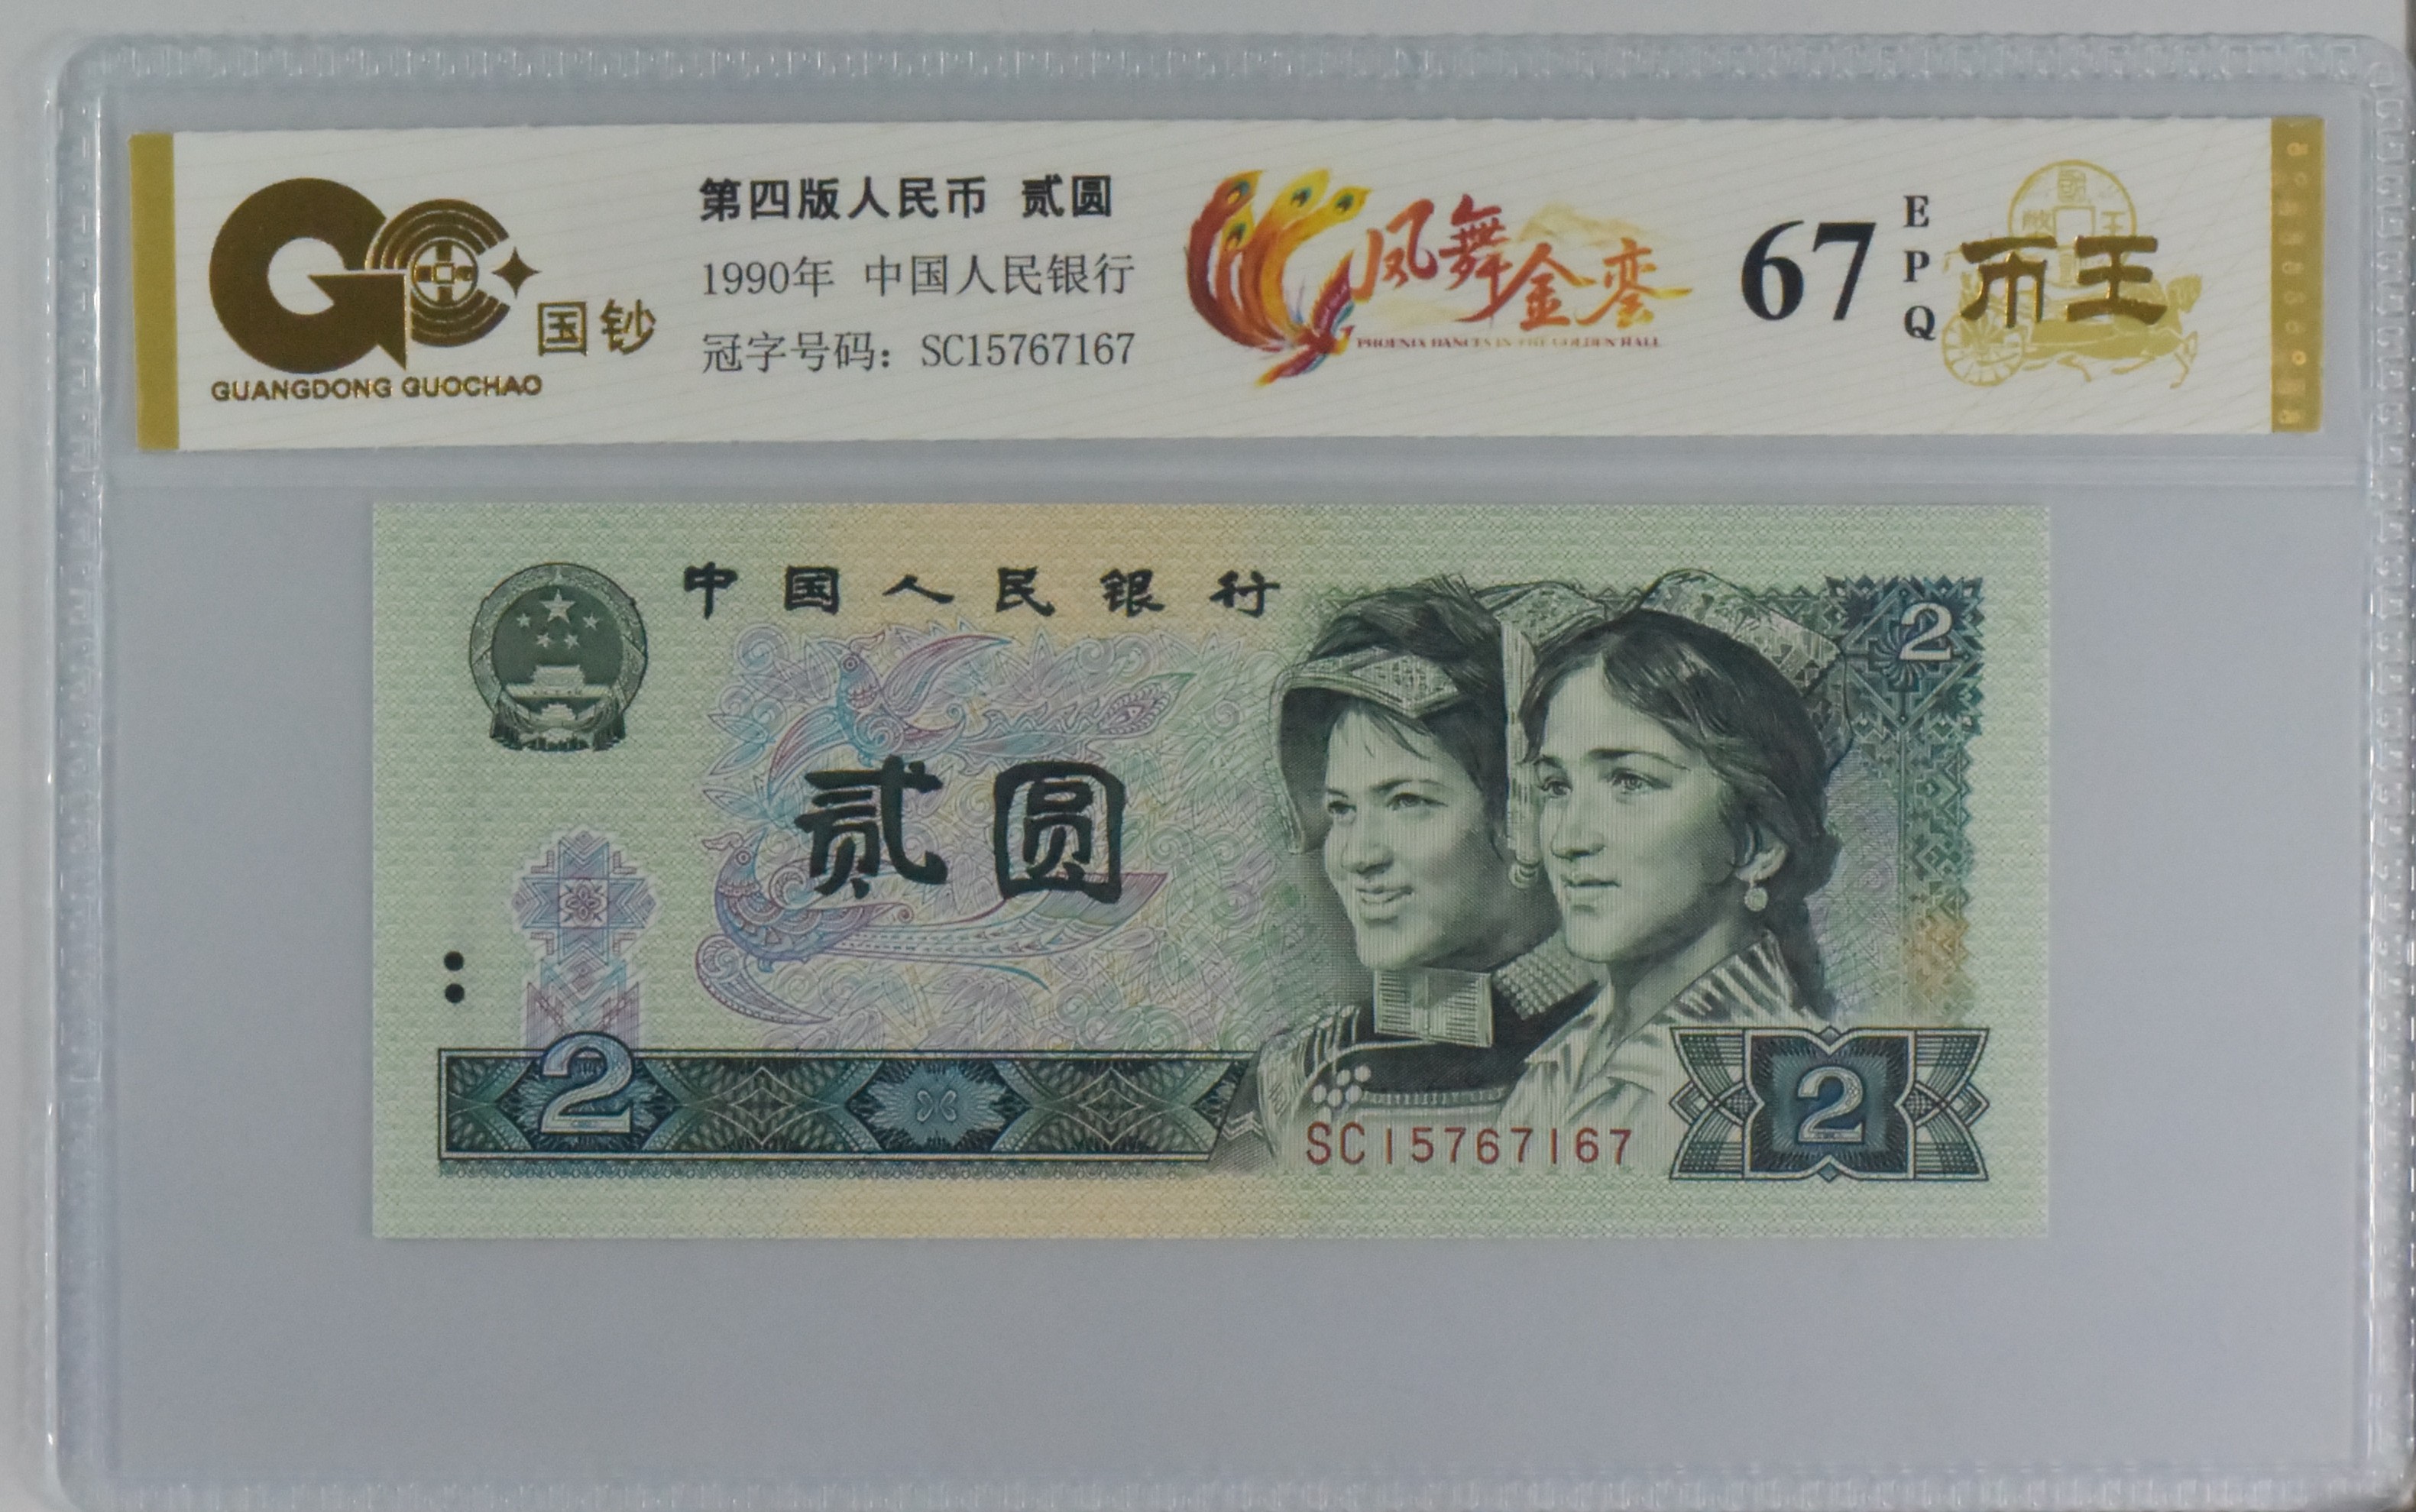 第四版人民币 贰圆
1990年 中国人民银行
冠字号码：SC15767167
国钞
GUANGDONG GUOCHAO
凤舞金銮
PHOENIX DANCES IN THE GOLDEN HALL
67
EPQ
币王
中国人民银行
2
贰圆
2
2
SC15767167